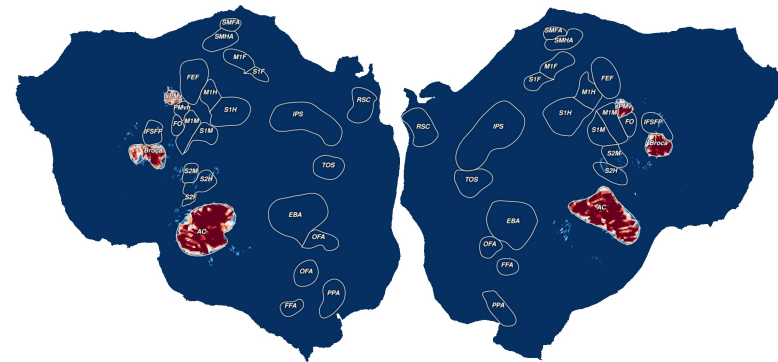 SMFA
SMHA
M1F
S1F
FEF
M1H
S1H
PMvh
FO
M1M
S1M
IFSFP
Broca
S2M
S2H
S2F
AC
IPS
RSC
TOS
EBA
OFA
OFA
FFA
PPA
SMFA
SMHA
M1F
S1F
FEF
M1H
S1H
M1M
FO
IFSFP
S1M
Broca
S2M
S2H
AC
RSC
IPS
TOS
EBA
OFA
FFA
PPA